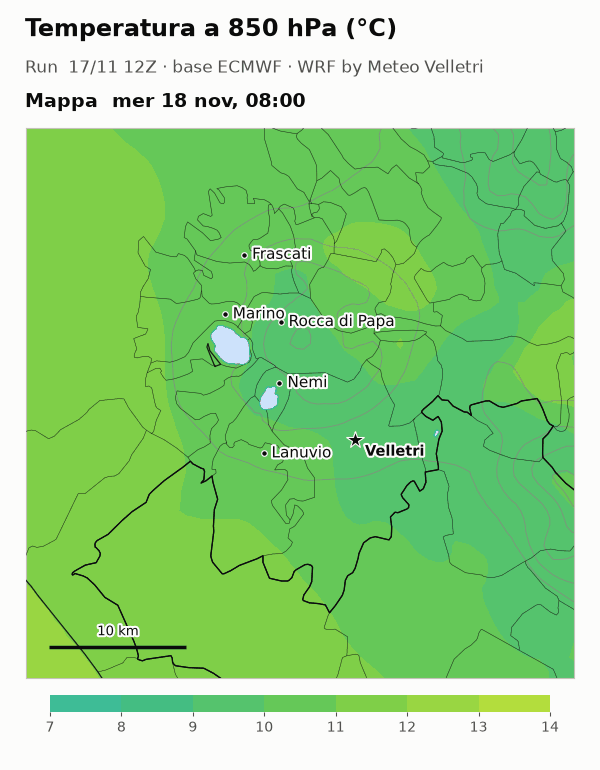 Temperatura a 850 hPa (°C)
Run  17/11 12Z · base ECMWF · WRF by Meteo Velletri
Mappa  mer 18 nov, 08:00
Frascati
Marino
Rocca di Papa
Nemi
Velletri
Lanuvio
10 km
7 8 9 10 11 12 13 14